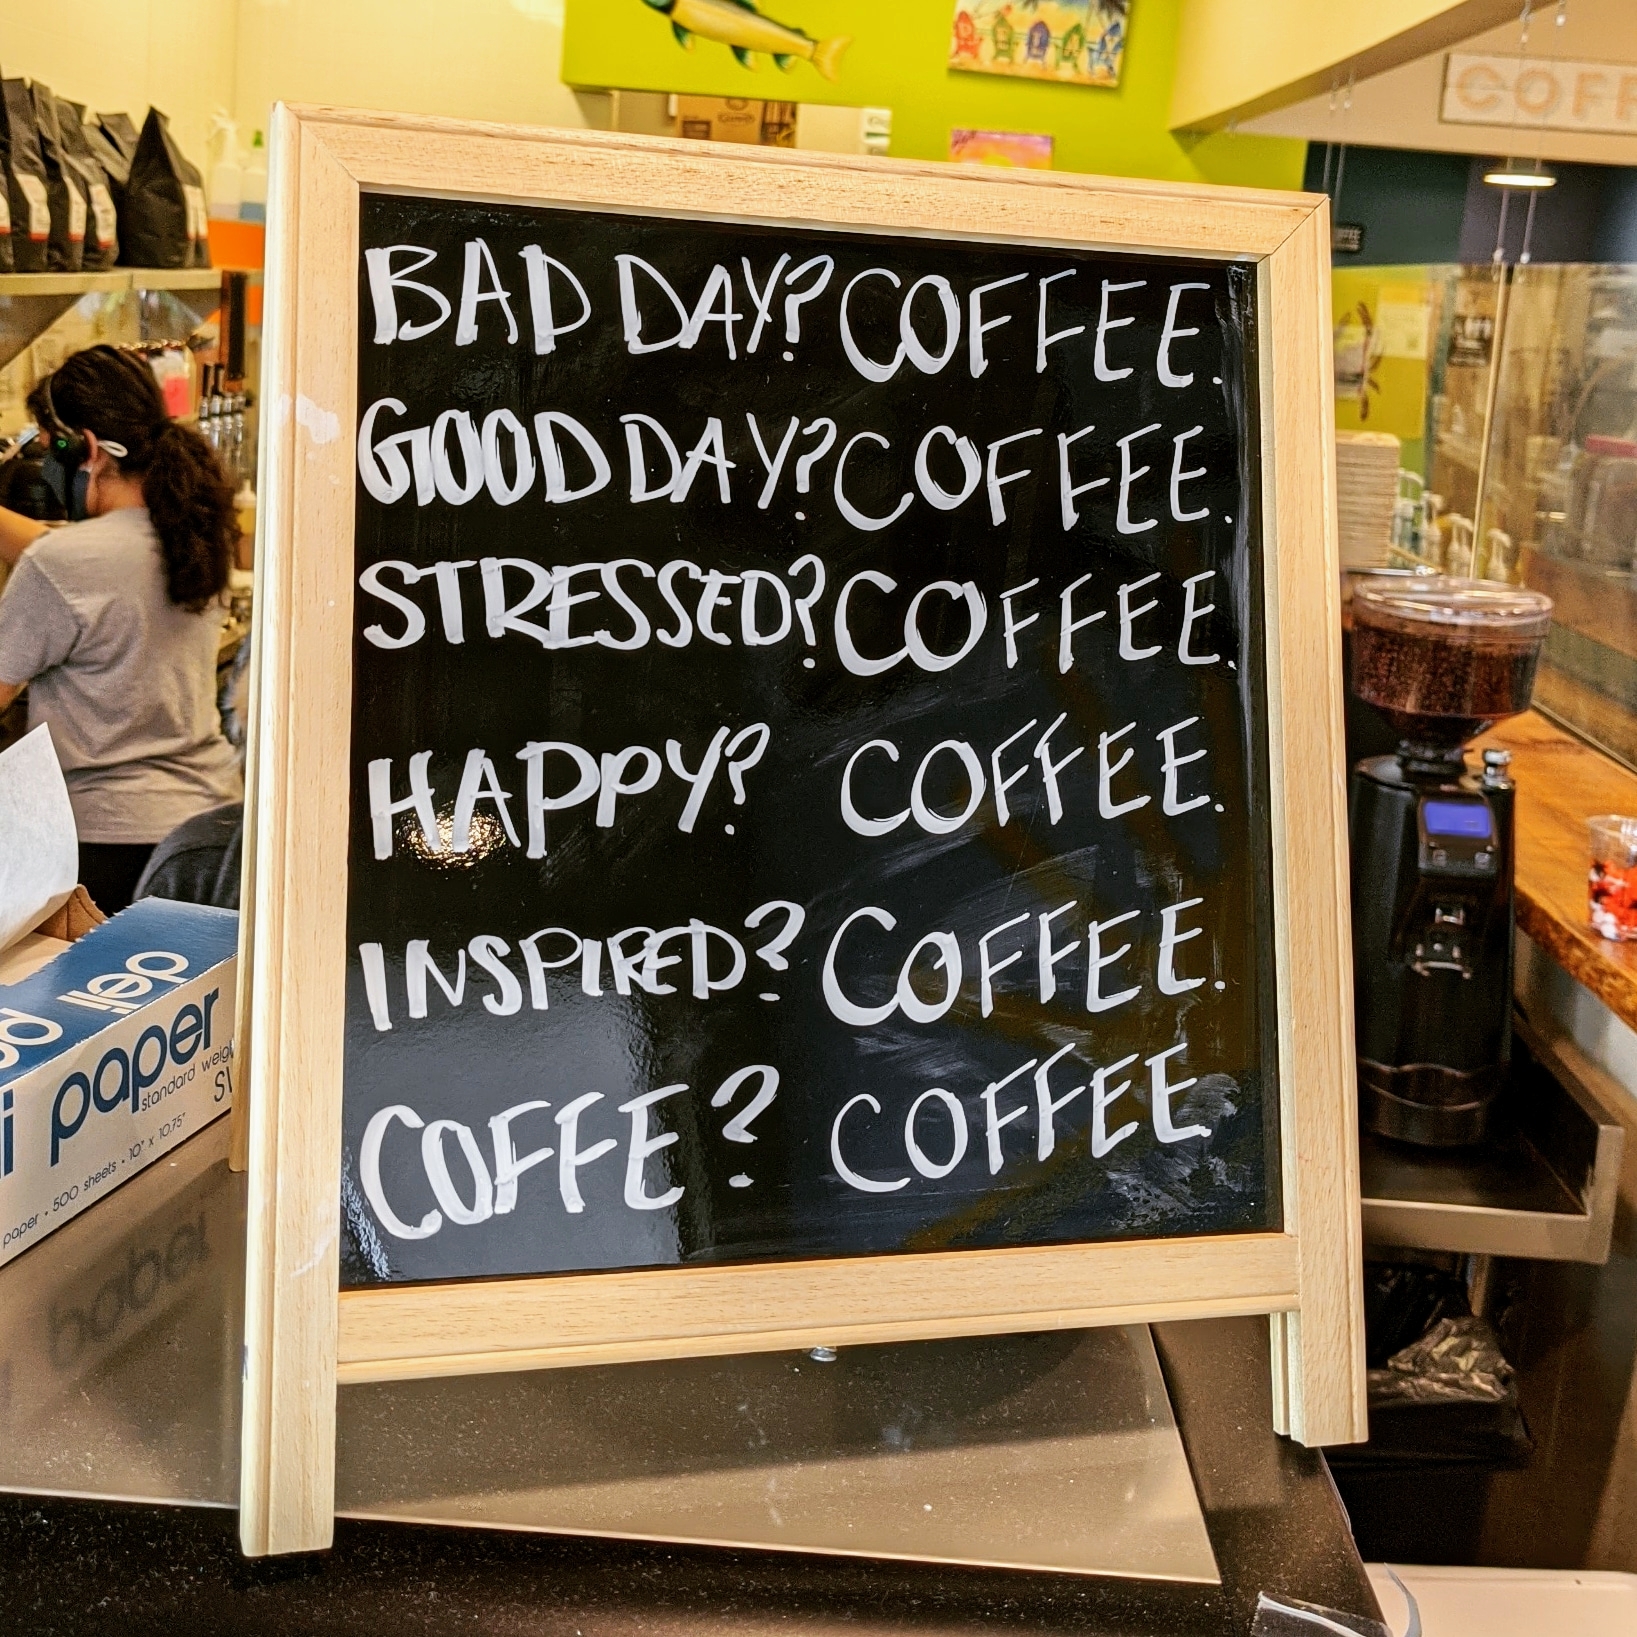 BAD DAY? COFFEE.
GOOD DAY? COFFEE.
STRESSED? COFFEE.
HAPPY? COFFEE.
INSPIRED? COFFEE.
COFFE? COFFEE
RELAX
deli
paper
standard weight
paper • 500 sheets • 10" x 10.75"